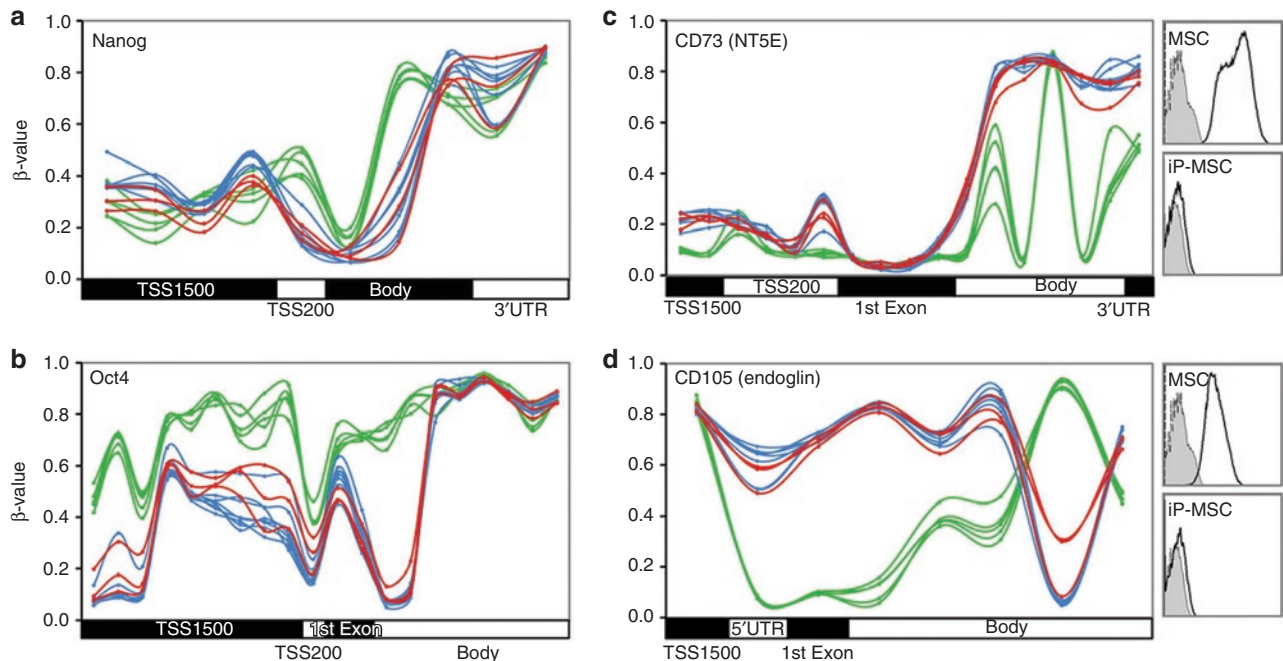 a
Nanog
β-value
1.0
0.8
0.6
0.4
0.2
0.0
TSS1500
TSS200
Body
3′UTR
b
Oct4
β-value
1.0
0.8
0.6
0.4
0.2
0.0
TSS1500
TSS200
1st Exon
Body
c
CD73 (NT5E)
1.0
0.8
0.6
0.4
0.2
0.0
TSS1500
TSS200
1st Exon
Body
3′UTR
MSC
iP-MSC
d
CD105 (endoglin)
1.0
0.8
0.6
0.4
0.2
0.0
TSS1500
5′UTR
1st Exon
Body
MSC
iP-MSC